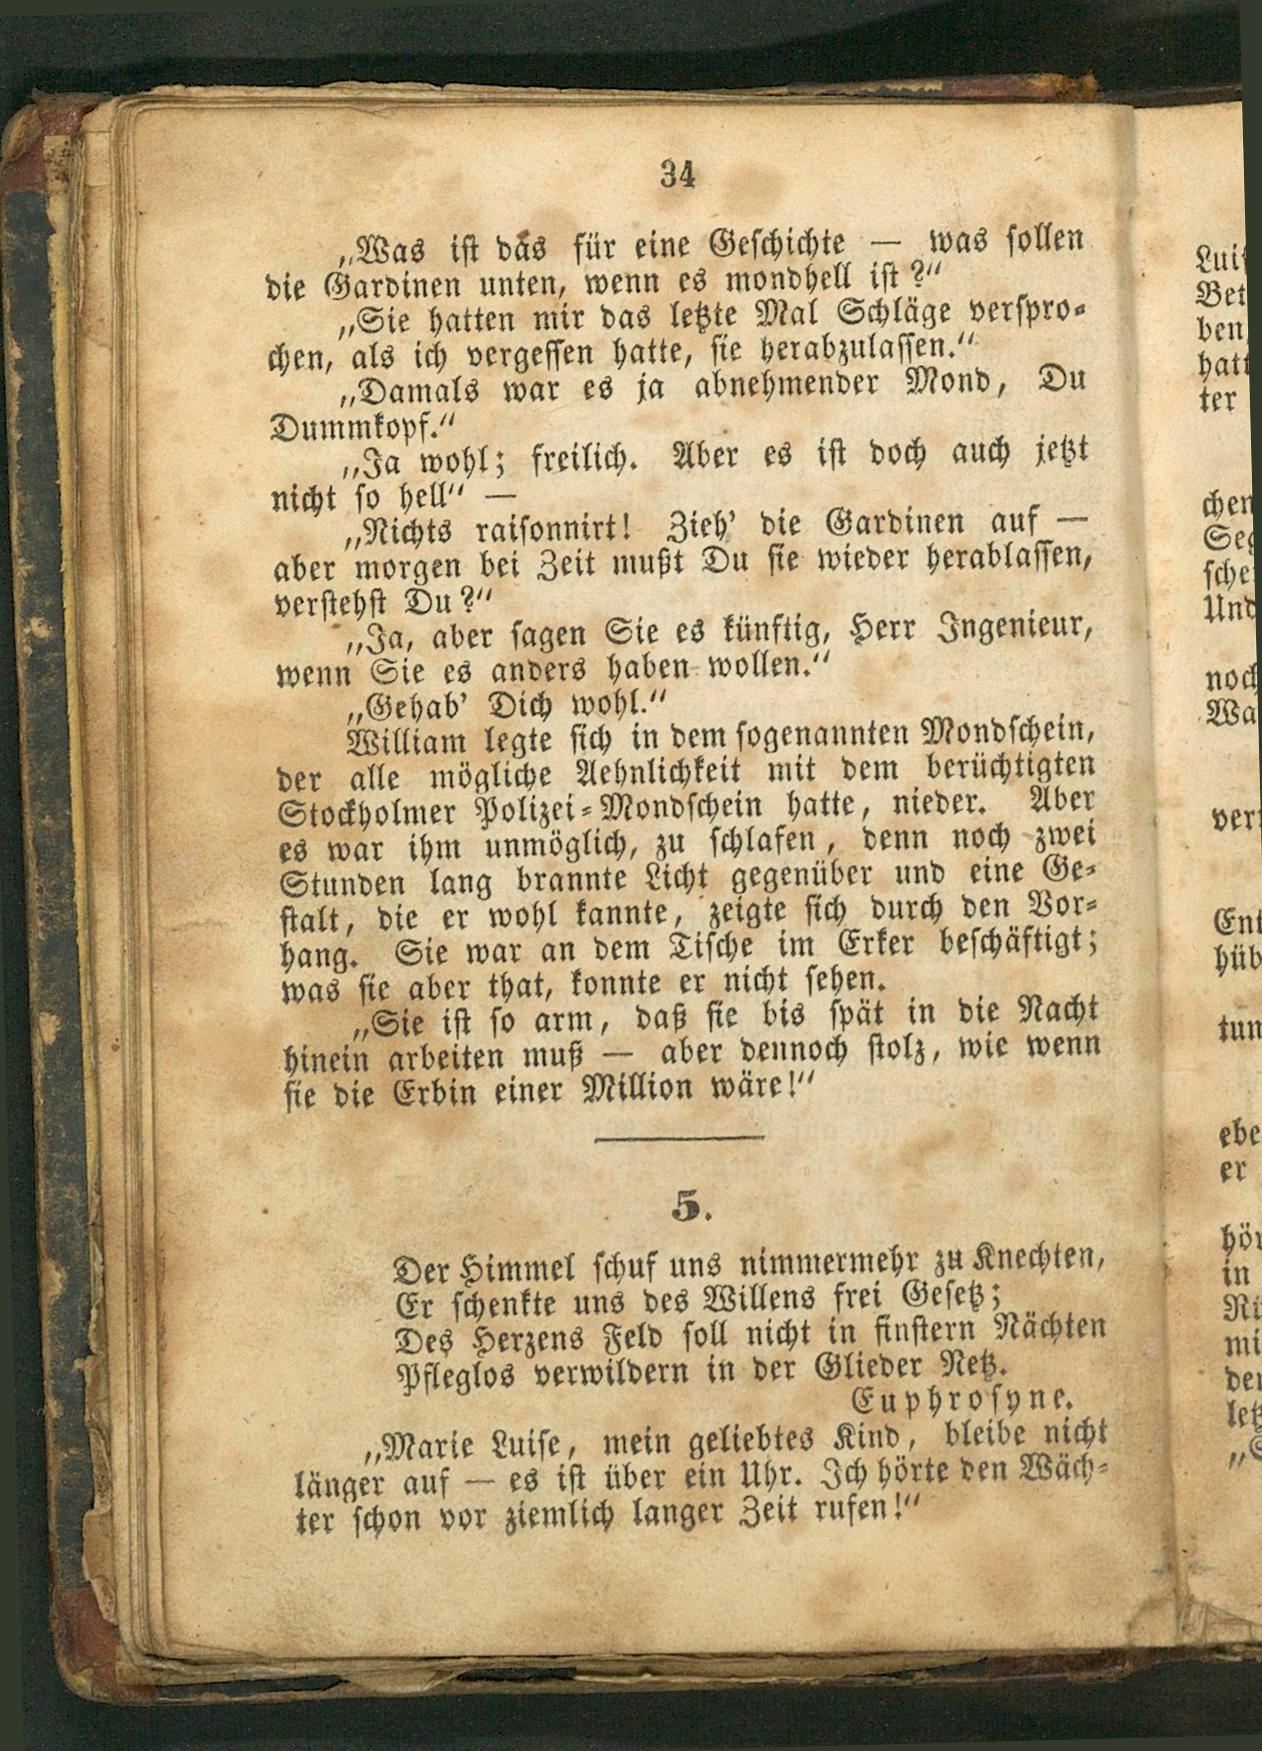 34
„Was ist das für eine Geschichte — was sollen
die Gardinen unten, wenn es mondhell ist?“
„Sie hatten mir das letzte Mal Schläge verspro-
chen, als ich vergessen hatte, sie herabzulassen.“
„Damals war es ja abnehmender Mond, Du
Dummkopf.“
„Ja wohl; freilich. Aber es ist doch auch jetzt
nicht so hell“ —
„Nichts raisonnirt! Zieh' die Gardinen auf —
aber morgen bei Zeit mußt Du sie wieder herablassen,
verstehst Du?“
„Ja, aber sagen Sie es künftig, Herr Ingenieur,
wenn Sie es anders haben wollen.“
„Gehab' Dich wohl.“
William legte sich in dem sogenannten Mondschein,
der alle mögliche Aehnlichkeit mit dem berüchtigten
Stockholmer Polizei-Mondschein hatte, nieder. Aber
es war ihm unmöglich, zu schlafen, denn noch zwei
Stunden lang brannte Licht gegenüber und eine Ge-
stalt, die er wohl kannte, zeigte sich durch den Vor-
hang. Sie war an dem Tische im Erker beschäftigt;
was sie aber that, konnte er nicht sehen.
„Sie ist so arm, daß sie bis spät in die Nacht
hinein arbeiten muß — aber dennoch stolz, wie wenn
sie die Erbin einer Million wäre!“
5.
Der Himmel schuf uns nimmermehr zu Knechten,
Er schenkte uns des Willens frei Gesetz;
Des Herzens Feld soll nicht in finstern Nächten
Pfleglos verwildern in der Glieder Netz.
Euphrosyne.
„Marie Luise, mein geliebtes Kind, bleibe nicht
länger auf — es ist über ein Uhr. Ich hörte den Wäch-
ter schon vor ziemlich langer Zeit rufen!“